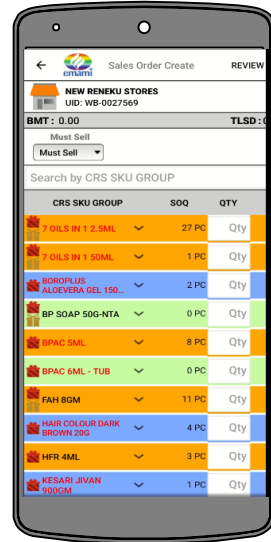 emami
Sales Order Create
REVIEW
NEW RENEKU STORES
UID: WB-0027569
BMT: 0.00
TLSD:
Must Sell
Must Sell
Search by CRS SKU GROUP
CRS SKU GROUP SOQ QTY
7 OILS IN 1 2.5ML 27 PC Qty
7 OILS IN 1 50ML 1 PC Qty
BOROPLUS
ALOEVERA GEL 150... 2 PC Qty
BP SOAP 50G-NTA 0 PC Qty
BPAC 5ML 8 PC Qty
BPAC 6ML - TUB 0 PC Qty
FAH 8GM 11 PC Qty
HAIR COLOUR DARK
BROWN 20G 4 PC Qty
HFR 4ML 3 PC Qty
KESARI JIVAN
900GM 1 PC Qty